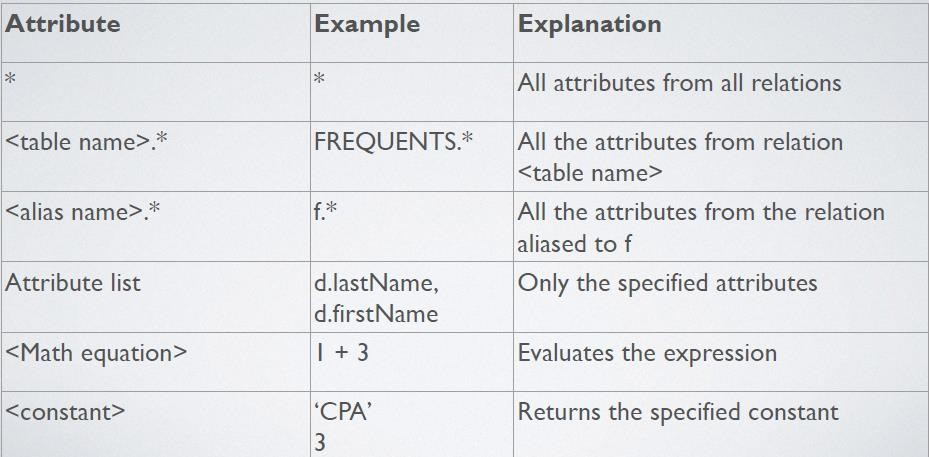 Attribute Example Explanation
* * All attributes from all relations
<table name>.* FREQUENTS.* All the attributes from relation
<table name>
<alias name>.* f.* All the attributes from the relation
aliased to f
Attribute list d.lastName, Only the specified attributes
d.firstName
<Math equation> 1 + 3 Evaluates the expression
<constant> ‘CPA’ Returns the specified constant
3